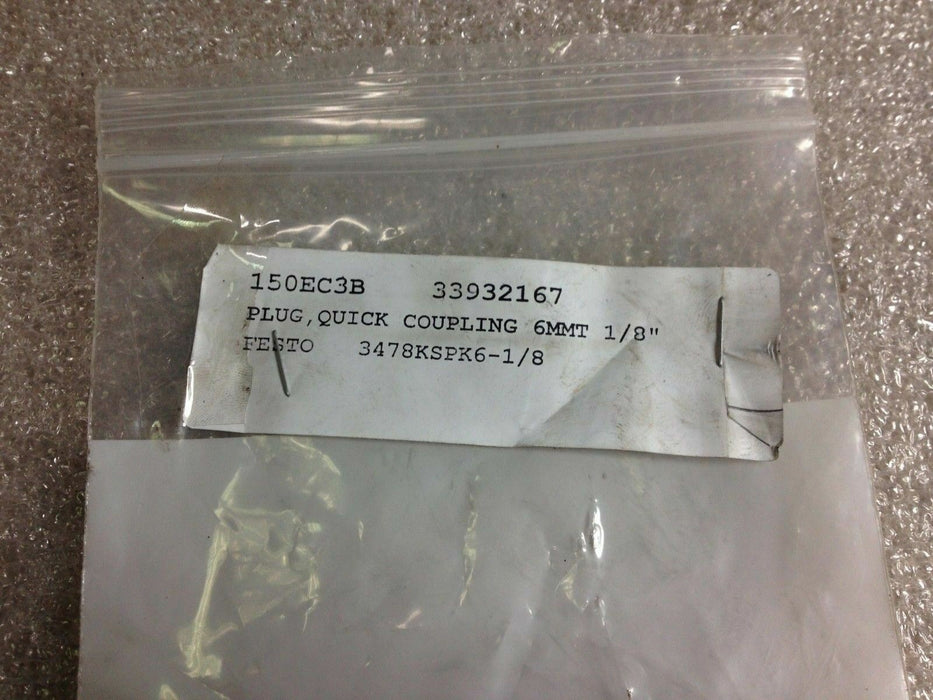 150EC3B 33932167
PLUG,QUICK COUPLING 6MMT 1/8"
FESTO 3478KSPK6-1/8